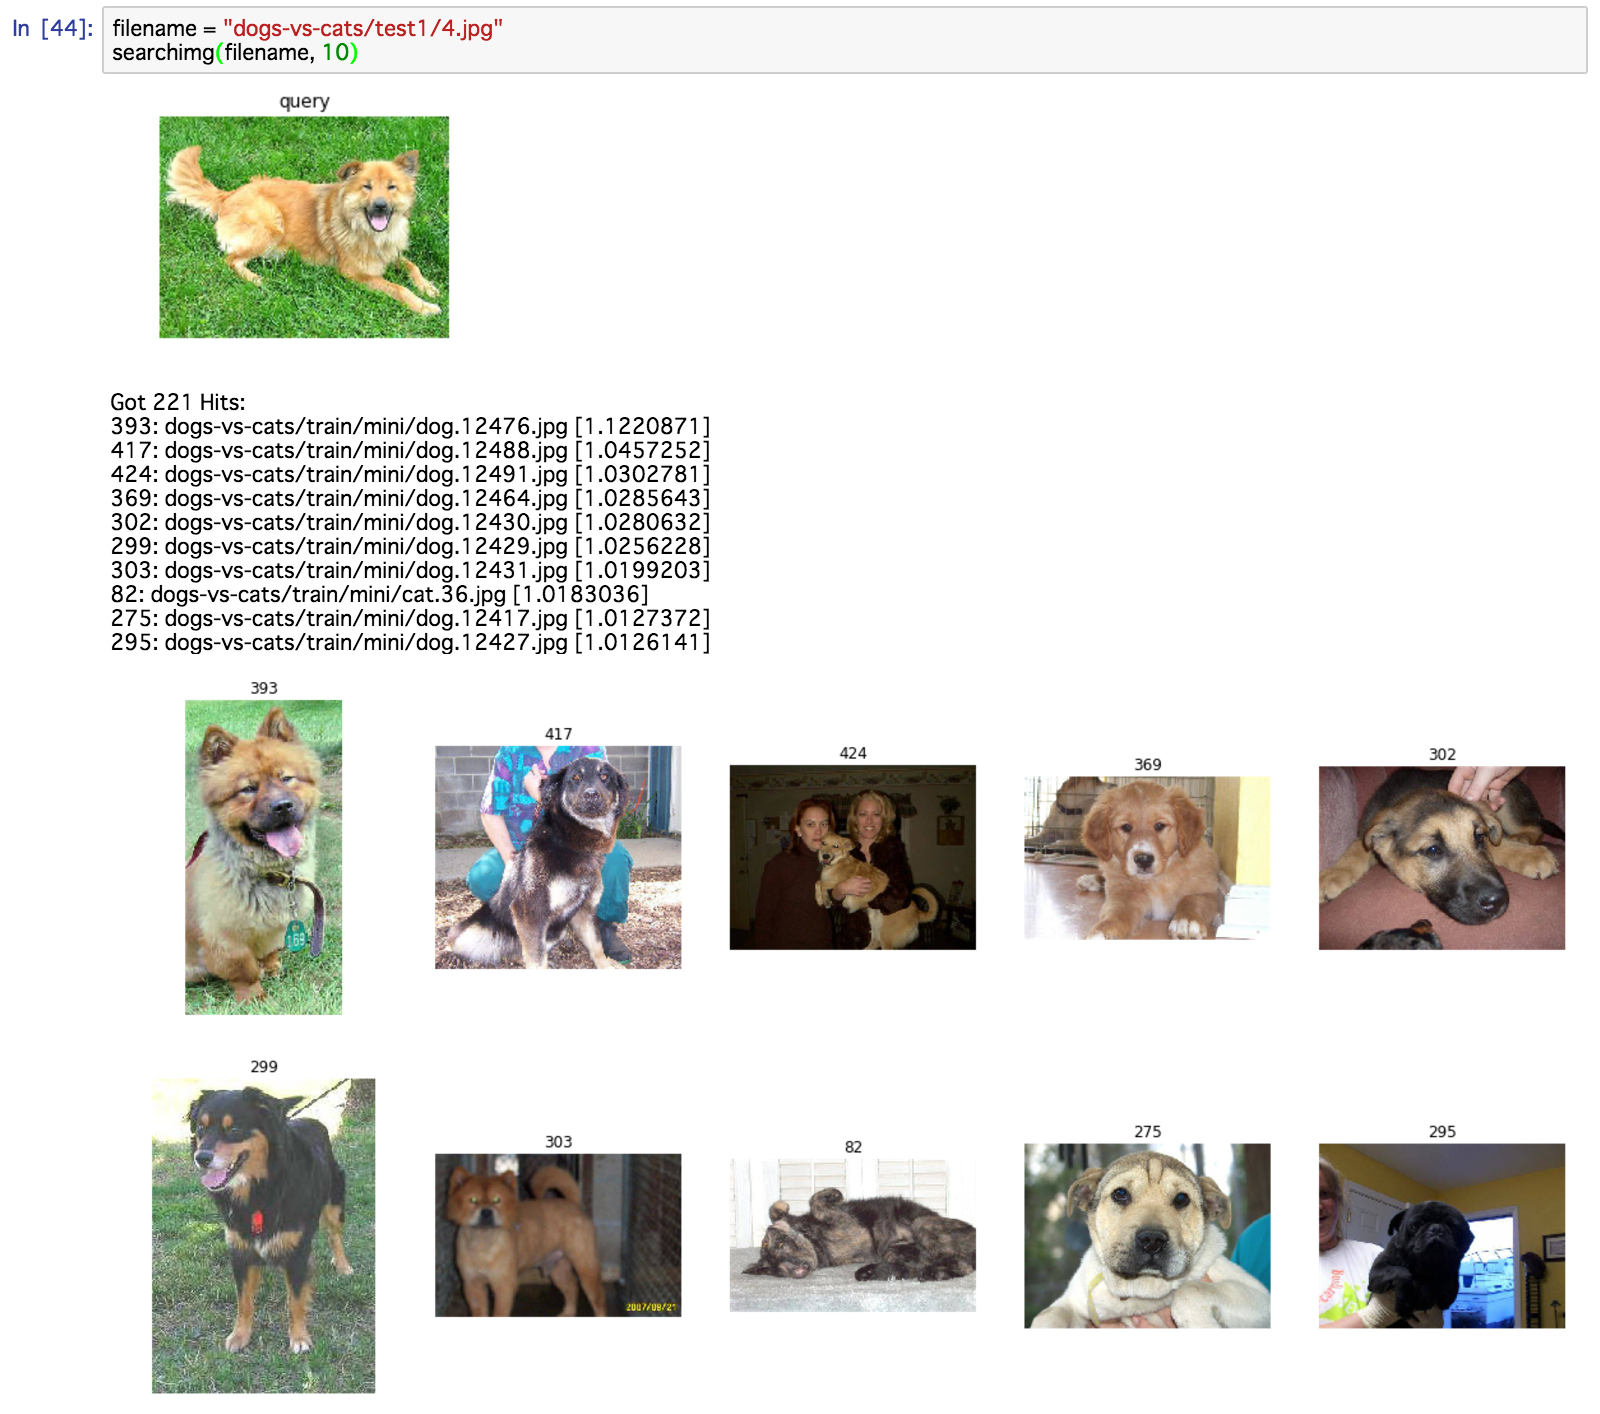 In [44]:
filename = "dogs-vs-cats/test1/4.jpg"
searchimg(filename, 10)
query
Got 221 Hits:
393: dogs-vs-cats/train/mini/dog.12476.jpg [1.1220871]
417: dogs-vs-cats/train/mini/dog.12488.jpg [1.0457252]
424: dogs-vs-cats/train/mini/dog.12491.jpg [1.0302781]
369: dogs-vs-cats/train/mini/dog.12464.jpg [1.0285643]
302: dogs-vs-cats/train/mini/dog.12430.jpg [1.0280632]
299: dogs-vs-cats/train/mini/dog.12429.jpg [1.0256228]
303: dogs-vs-cats/train/mini/dog.12431.jpg [1.0199203]
82: dogs-vs-cats/train/mini/cat.36.jpg [1.0183036]
275: dogs-vs-cats/train/mini/dog.12417.jpg [1.0127372]
295: dogs-vs-cats/train/mini/dog.12427.jpg [1.0126141]
393
417
424
369
302
169
299
303
82
275
295
2007/08/21